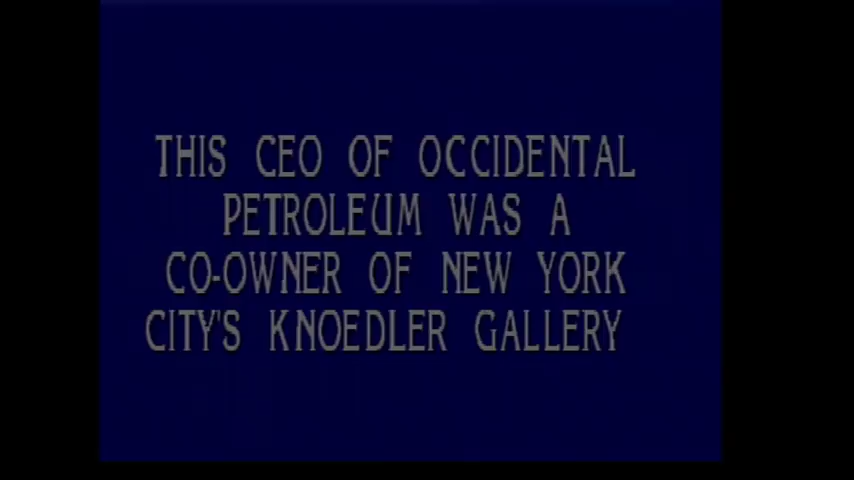 THIS CEO OF OCCIDENTAL
PETROLEUM WAS A
CO-OWNER OF NEW YORK
CITY'S KNOEDLER GALLERY